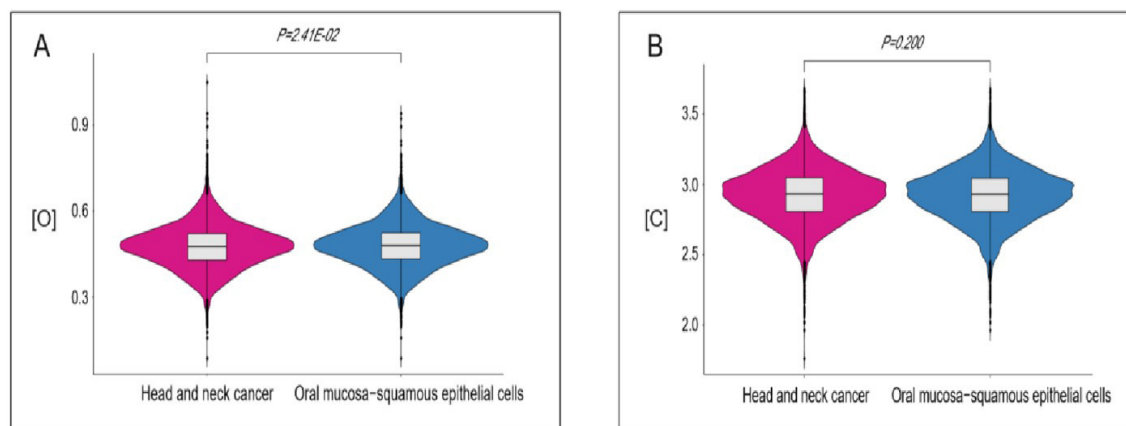 A
P=2.41E-02
0.9
0.6
[O]
0.3
Head and neck cancer
Oral mucosa-squamous epithelial cells
B
P=0.200
3.5
3.0
[C]
2.5
2.0
Head and neck cancer
Oral mucosa-squamous epithelial cells